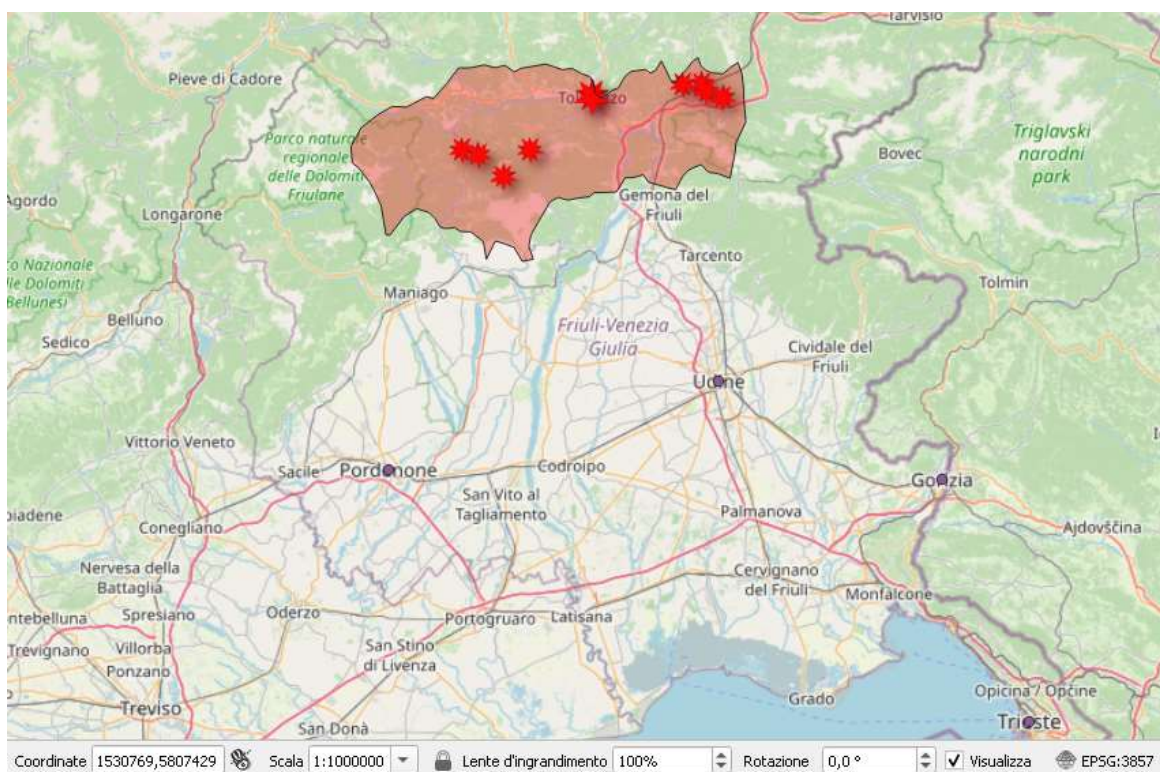 Tarvisio
Pieve di Cadore
Tolmezzo
Parco naturale
regionale
delle Dolomiti
Friulane
Triglavski
narodni
park
Bovec
Agordo
Longarone
Gemona del
Friuli
Tarcento
Tolmin
Maniago
Belluno
Sedico
Friuli-Venezia
Giulia
Cividale del
Friuli
Udine
Vittorio Veneto
Sacile
Pordenone
Codroipo
Gorizia
San Vito al
Tagliamento
Palmanova
Conegliano
Ajdovščina
Nervesa della
Battaglia
Cervignano
del Friuli
Monfalcone
Oderzo
Portogruaro
Latisana
Spresiano
Trevignano
Villorba
San Stino
di Livenza
Ponzano
Grado
Opicina / Opčine
Treviso
San Donà
Trieste
Coordinate 1530769,5807429 Scala 1:1000000 Lente d'ingrandimento 100% Rotazione 0,0 ° Visualizza EPSG:3857